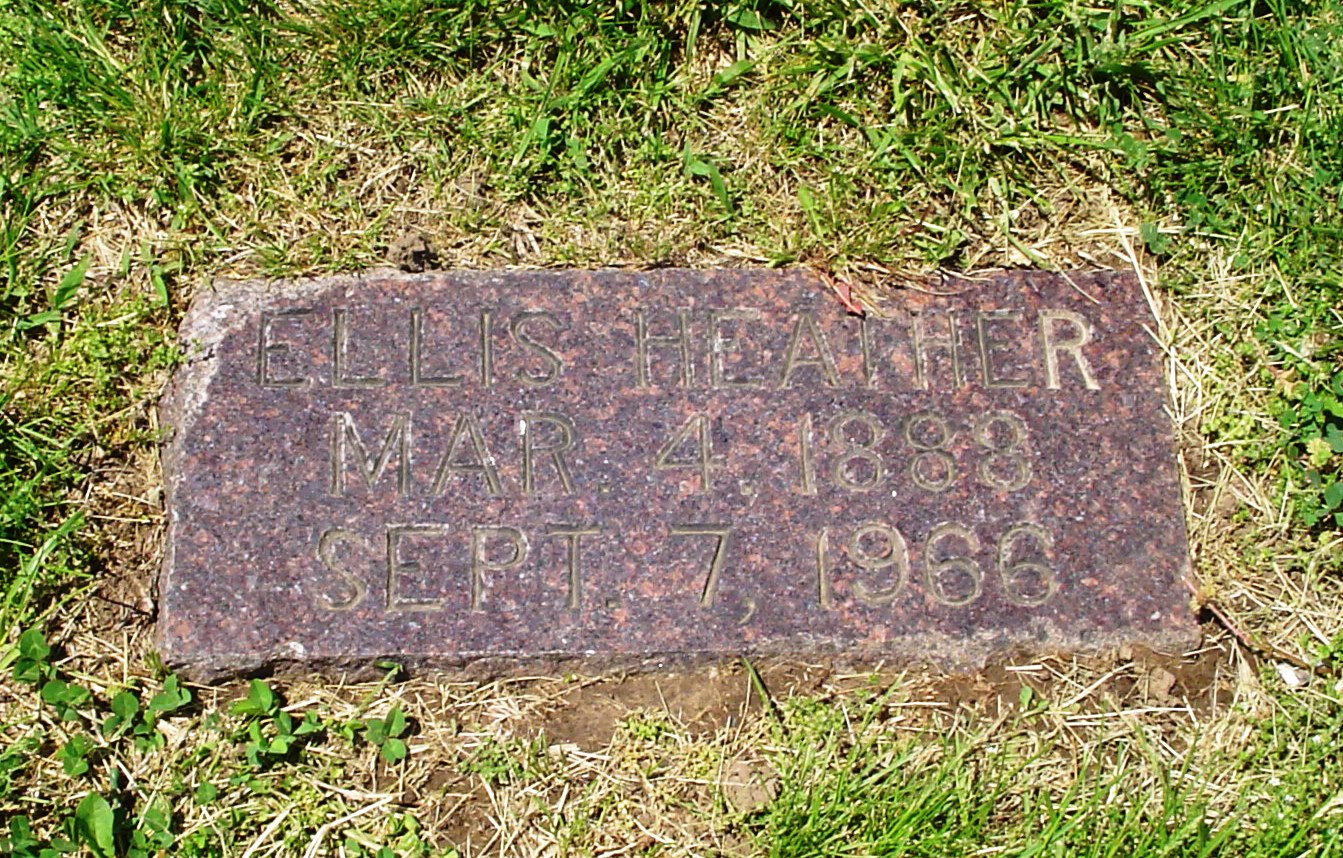 ELLIS HEATHER
MAR. 4, 1888
SEPT. 7, 1966